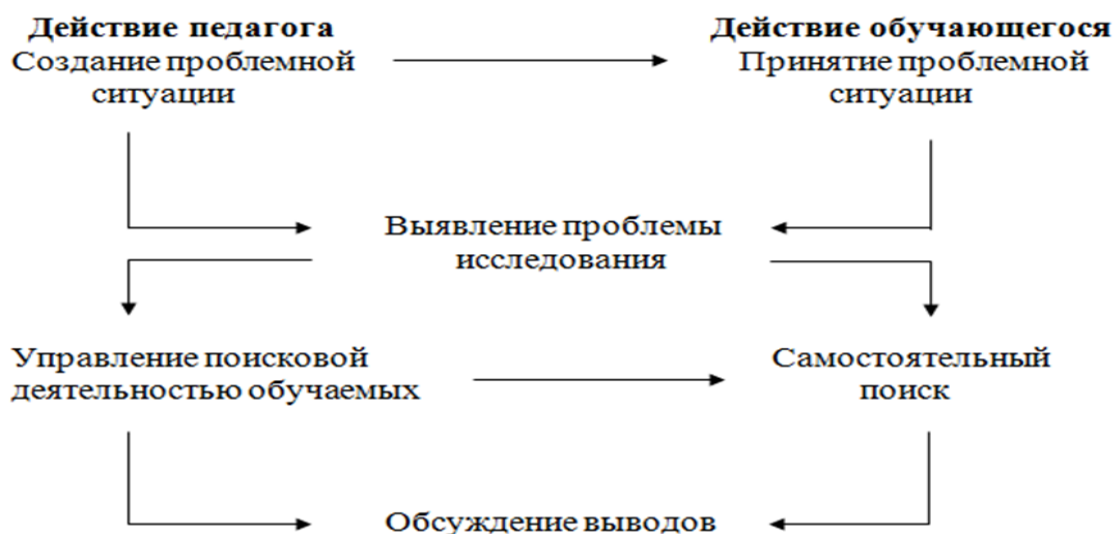 Действие педагога
Создание проблемной
ситуации
Действие обучающегося
Принятие проблемной
ситуации
Выявление проблемы
исследования
Управление поисковой
деятельностью обучаемых
Самостоятельный
поиск
Обсуждение выводов